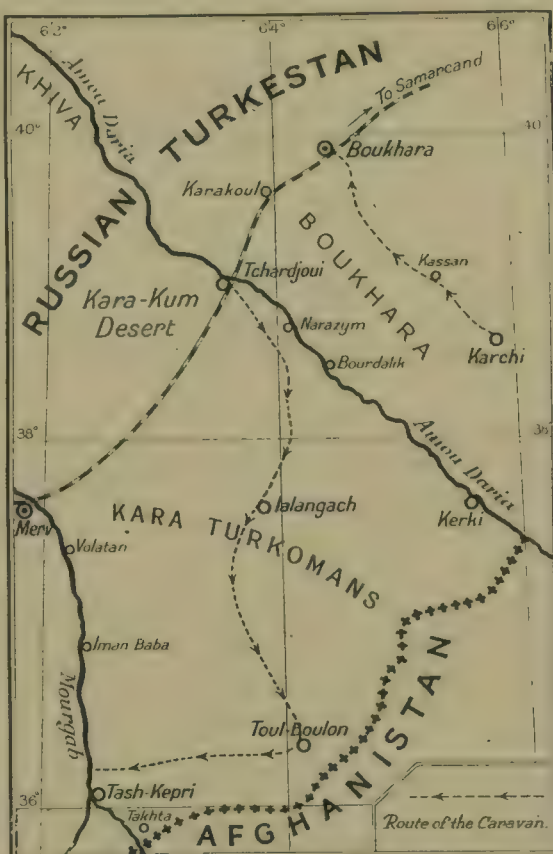 62°
64°
66°
KHIVA
Amou Daria
RUSSIAN TURKESTAN
To Samarcand
40°
40
Boukhara
Karakoul
BOUKHARA
Kassan
Tchardjoui
Kara-Kum
Desert
Narazym
Karchi
Bourdalik
38°
38°
Amou Daria
Merv
KARA TURKOMANS
Ialangach
Kerki
Volatan
Iman Baba
Mourgab
AFGHANISTAN
Toul-Boulon
Tash-Kepri
36°
Takhta
Route of the Caravan.